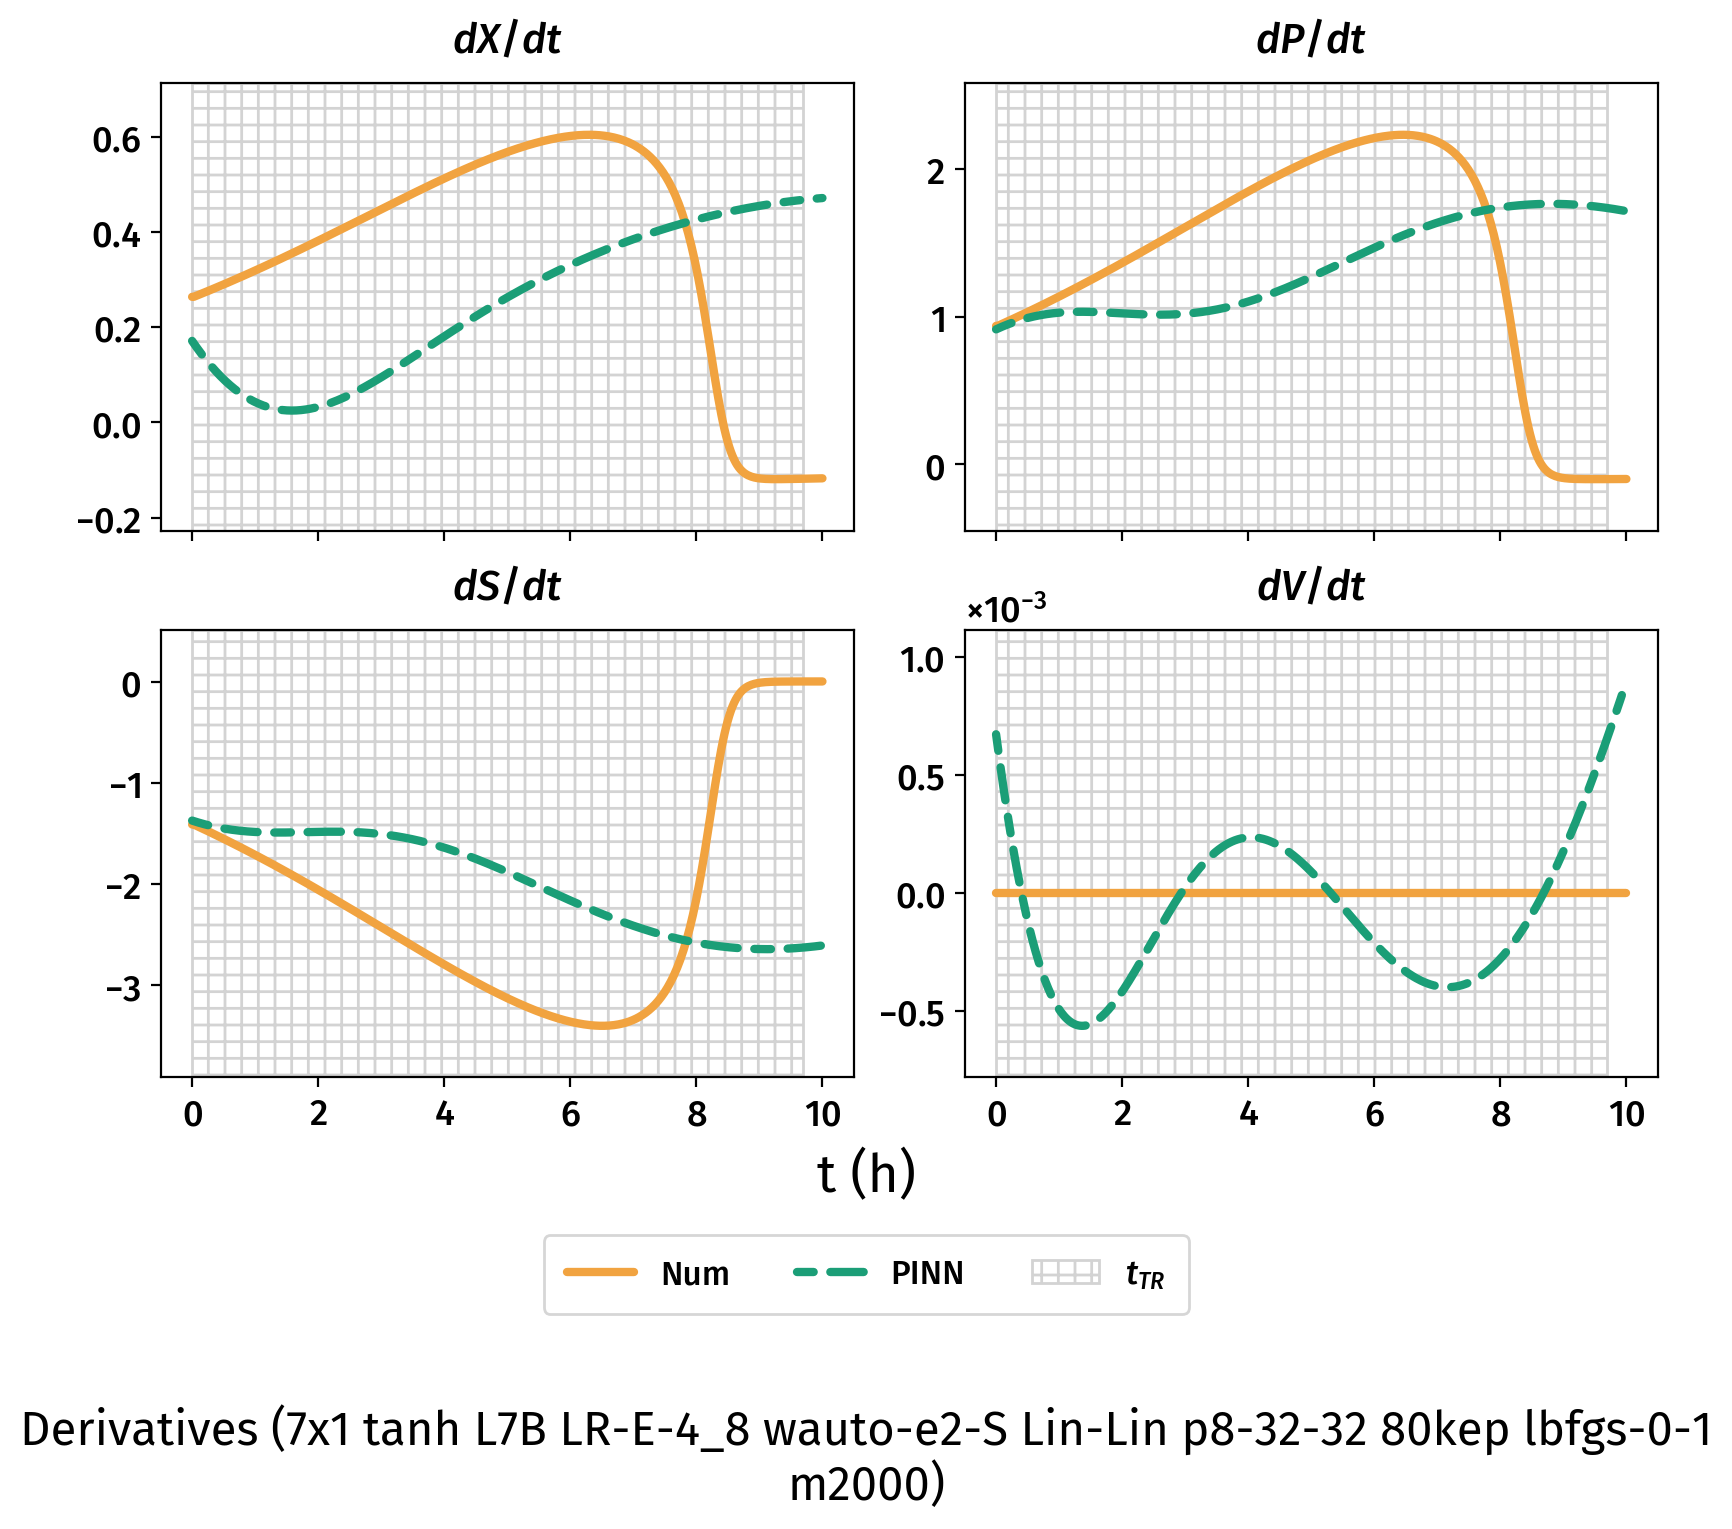 dX/dt
dP/dt
0.6
0.4
0.2
0.0
−0.2
2
1
0
dS/dt
dV/dt
×10⁻³
0
−1
−2
−3
1.0
0.5
0.0
−0.5
0 2 4 6 8 10
0 2 4 6 8 10
t (h)
Num PINN t_TR
Derivatives (7x1 tanh L7B LR-E-4_8 wauto-e2-S Lin-Lin p8-32-32 80kep lbfgs-0-1
m2000)